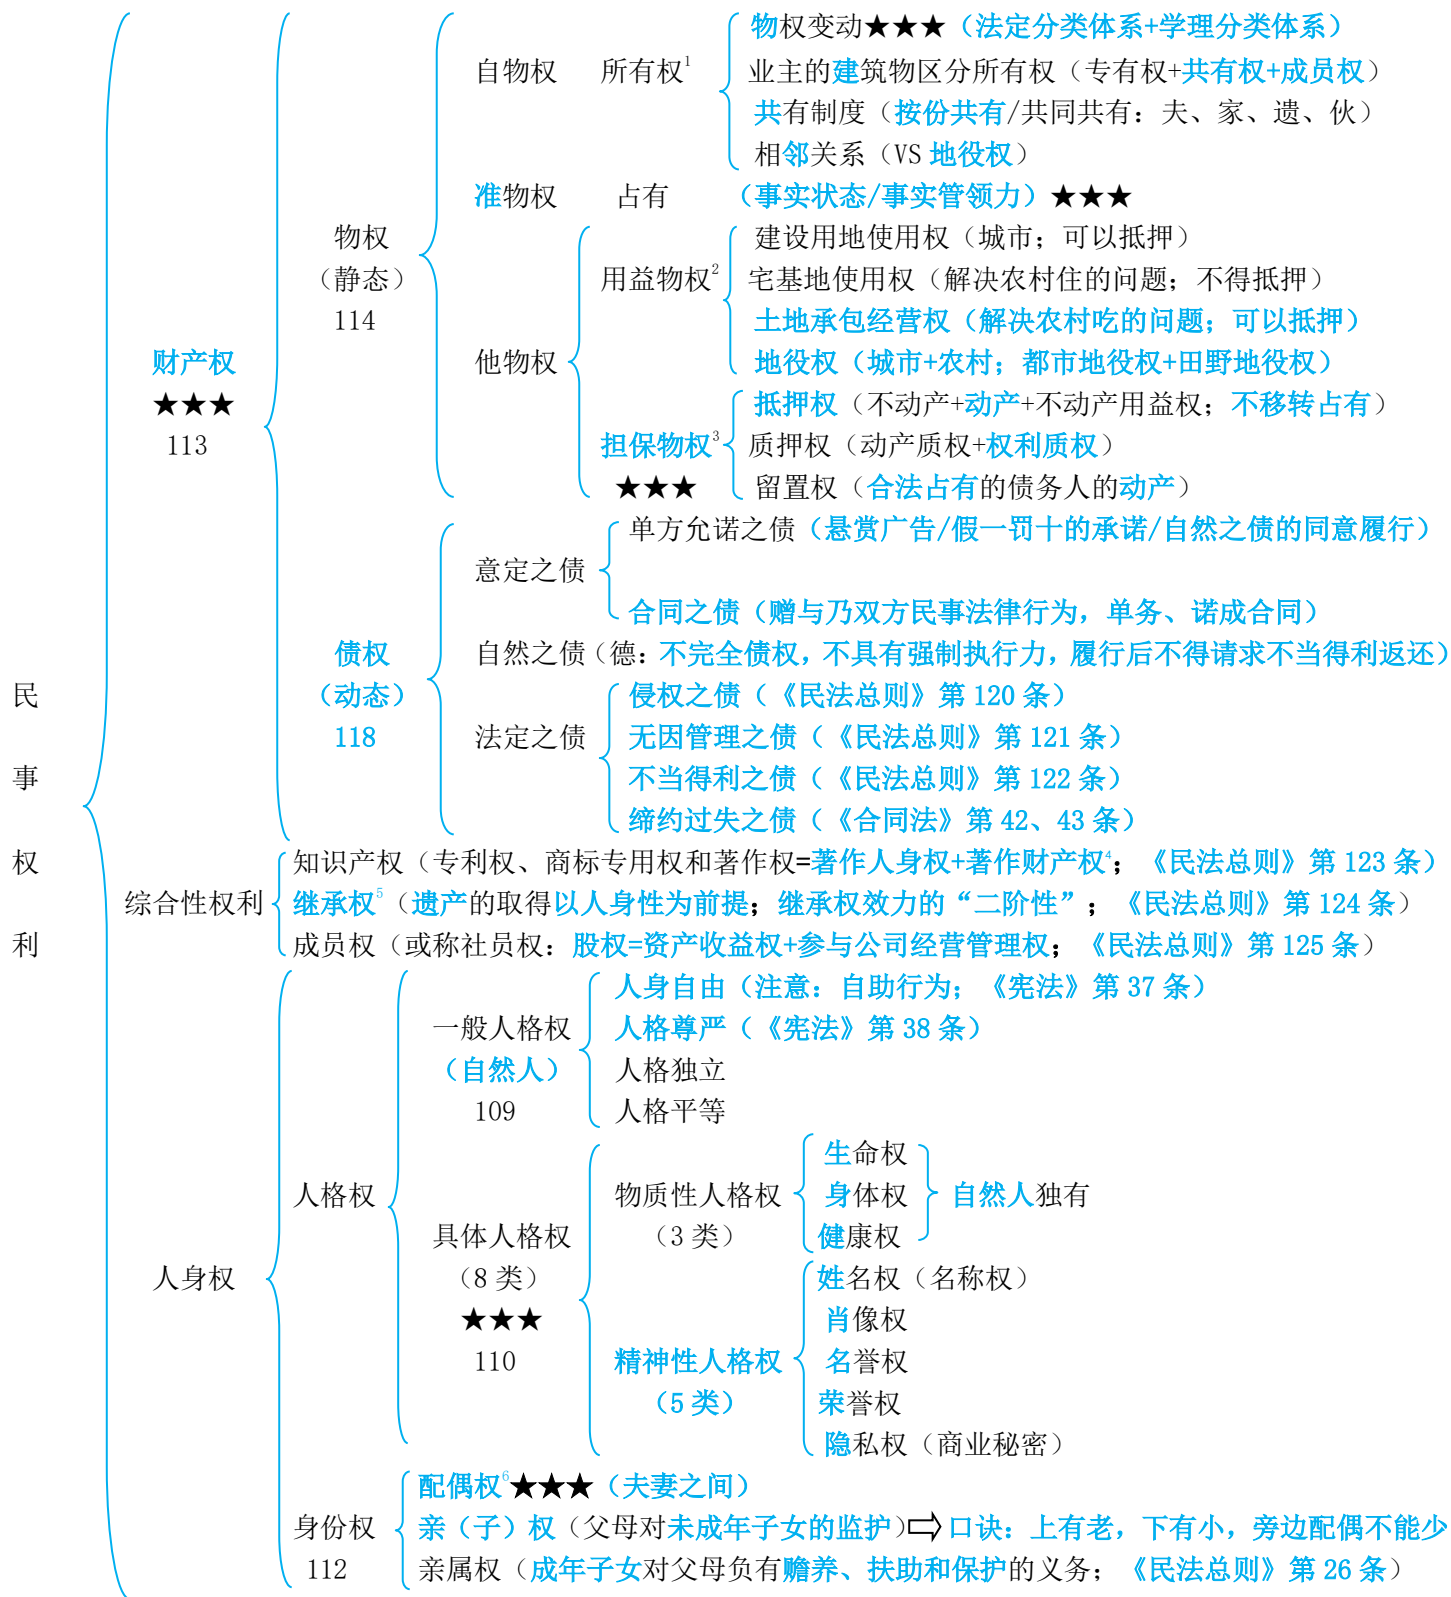 物权变动★★★（法定分类体系+学理分类体系）
自物权 所有权1
业主的建筑物区分所有权（专有权+共有权+成员权）
共有制度（按份共有/共同共有：夫、家、遗、伙）
相邻关系（VS 地役权）
准物权 占有 （事实状态/事实管领力）★★★
建设用地使用权（城市；可以抵押）
物权
（静态）
114
用益物权2
宅基地使用权（解决农村住的问题；不得抵押）
土地承包经营权（解决农村吃的问题；可以抵押）
地役权（城市+农村；都市地役权+田野地役权）
财产权
★★★
113
他物权
抵押权（不动产+动产+不动产用益权；不移转占有）
担保物权3
★★★
质押权（动产质权+权利质权）
留置权（合法占有的债务人的动产）
单方允诺之债（悬赏广告/假一罚十的承诺/自然之债的同意履行）
意定之债
合同之债（赠与乃双方民事法律行为，单务、诺成合同）
债权
（动态）
118
自然之债（德：不完全债权，不具有强制执行力，履行后不得请求不当得利返还）
侵权之债（《民法总则》第 120 条）
法定之债
无因管理之债（《民法总则》第 121 条）
不当得利之债（《民法总则》第 122 条）
缔约过失之债（《合同法》第 42、43 条）
民
事
权
利
知识产权（专利权、商标专用权和著作权=著作人身权+著作财产权4；《民法总则》第 123 条）
综合性权利
继承权5（遗产的取得以人身性为前提；继承权效力的“二阶性”；《民法总则》第 124 条）
成员权（或称社员权：股权=资产收益权+参与公司经营管理权；《民法总则》第 125 条）
人身自由（注意：自助行为；《宪法》第 37 条）
一般人格权
（自然人）
109
人格尊严（《宪法》第 38 条）
人格独立
人格平等
人格权
生命权
物质性人格权
（3 类）
身体权
健康权
自然人独有
具体人格权
（8 类）
★★★
110
人身权
姓名权（名称权）
肖像权
精神性人格权
（5 类）
名誉权
荣誉权
隐私权（商业秘密）
配偶权6★★★（夫妻之间）
身份权
112
亲（子）权（父母对未成年子女的监护）⇨口诀：上有老，下有小，旁边配偶不能少
亲属权（成年子女对父母负有赡养、扶助和保护的义务；《民法总则》第 26 条）